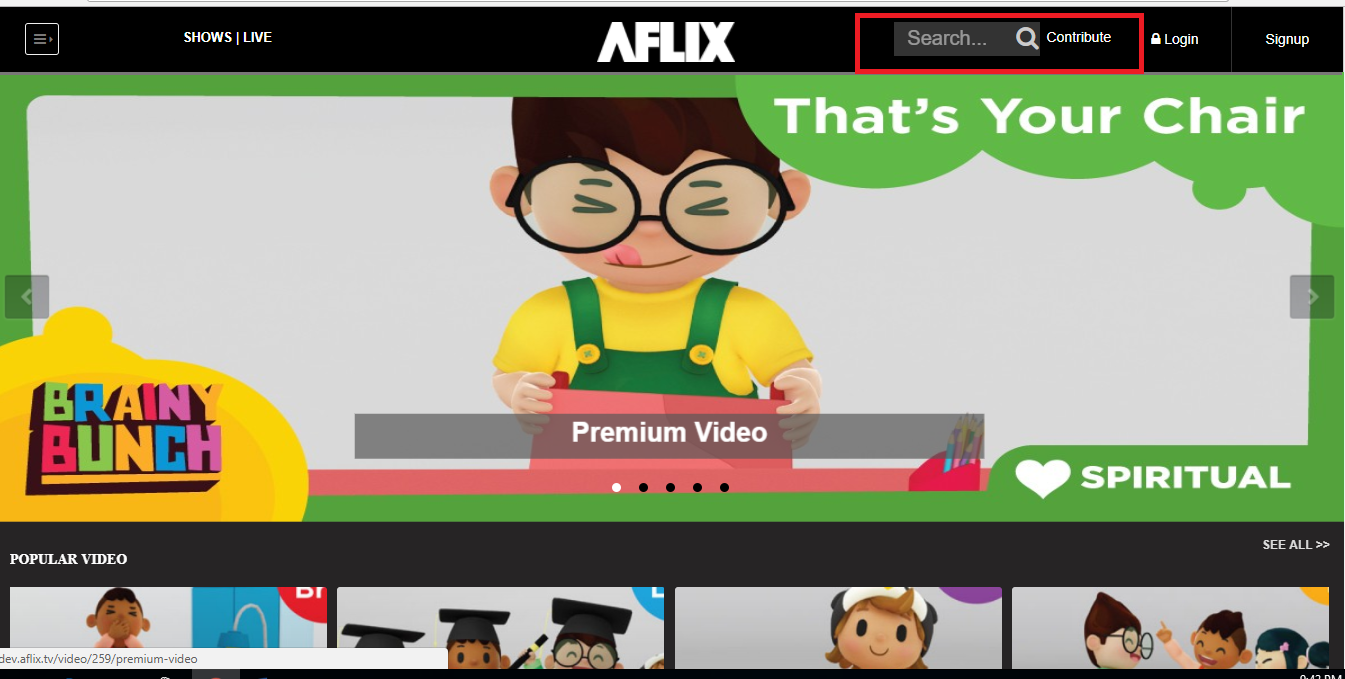 SHOWS | LIVE
AFLIX
Search...
Contribute
Login
Signup
That's Your Chair
BRAINY
BUNCH
Premium Video
SPIRITUAL
POPULAR VIDEO
SEE ALL >>
dev.aflix.tv/video/259/premium-video